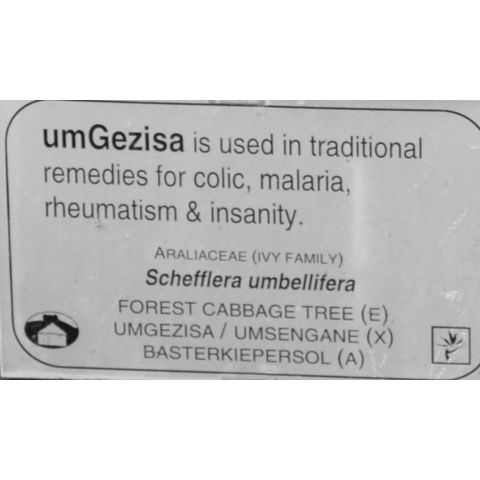 umGezisa is used in traditional
remedies for colic, malaria,
rheumatism & insanity.
ARALIACEAE (IVY FAMILY)
Schefflera umbellifera
FOREST CABBAGE TREE (E)
UMGEZISA / UMSENGANE (X)
BASTERKIEPERSOL (A)